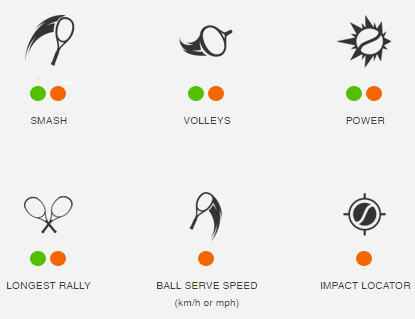 SMASH
VOLLEYS
POWER
LONGEST RALLY
BALL SERVE SPEED
(km/h or mph)
IMPACT LOCATOR